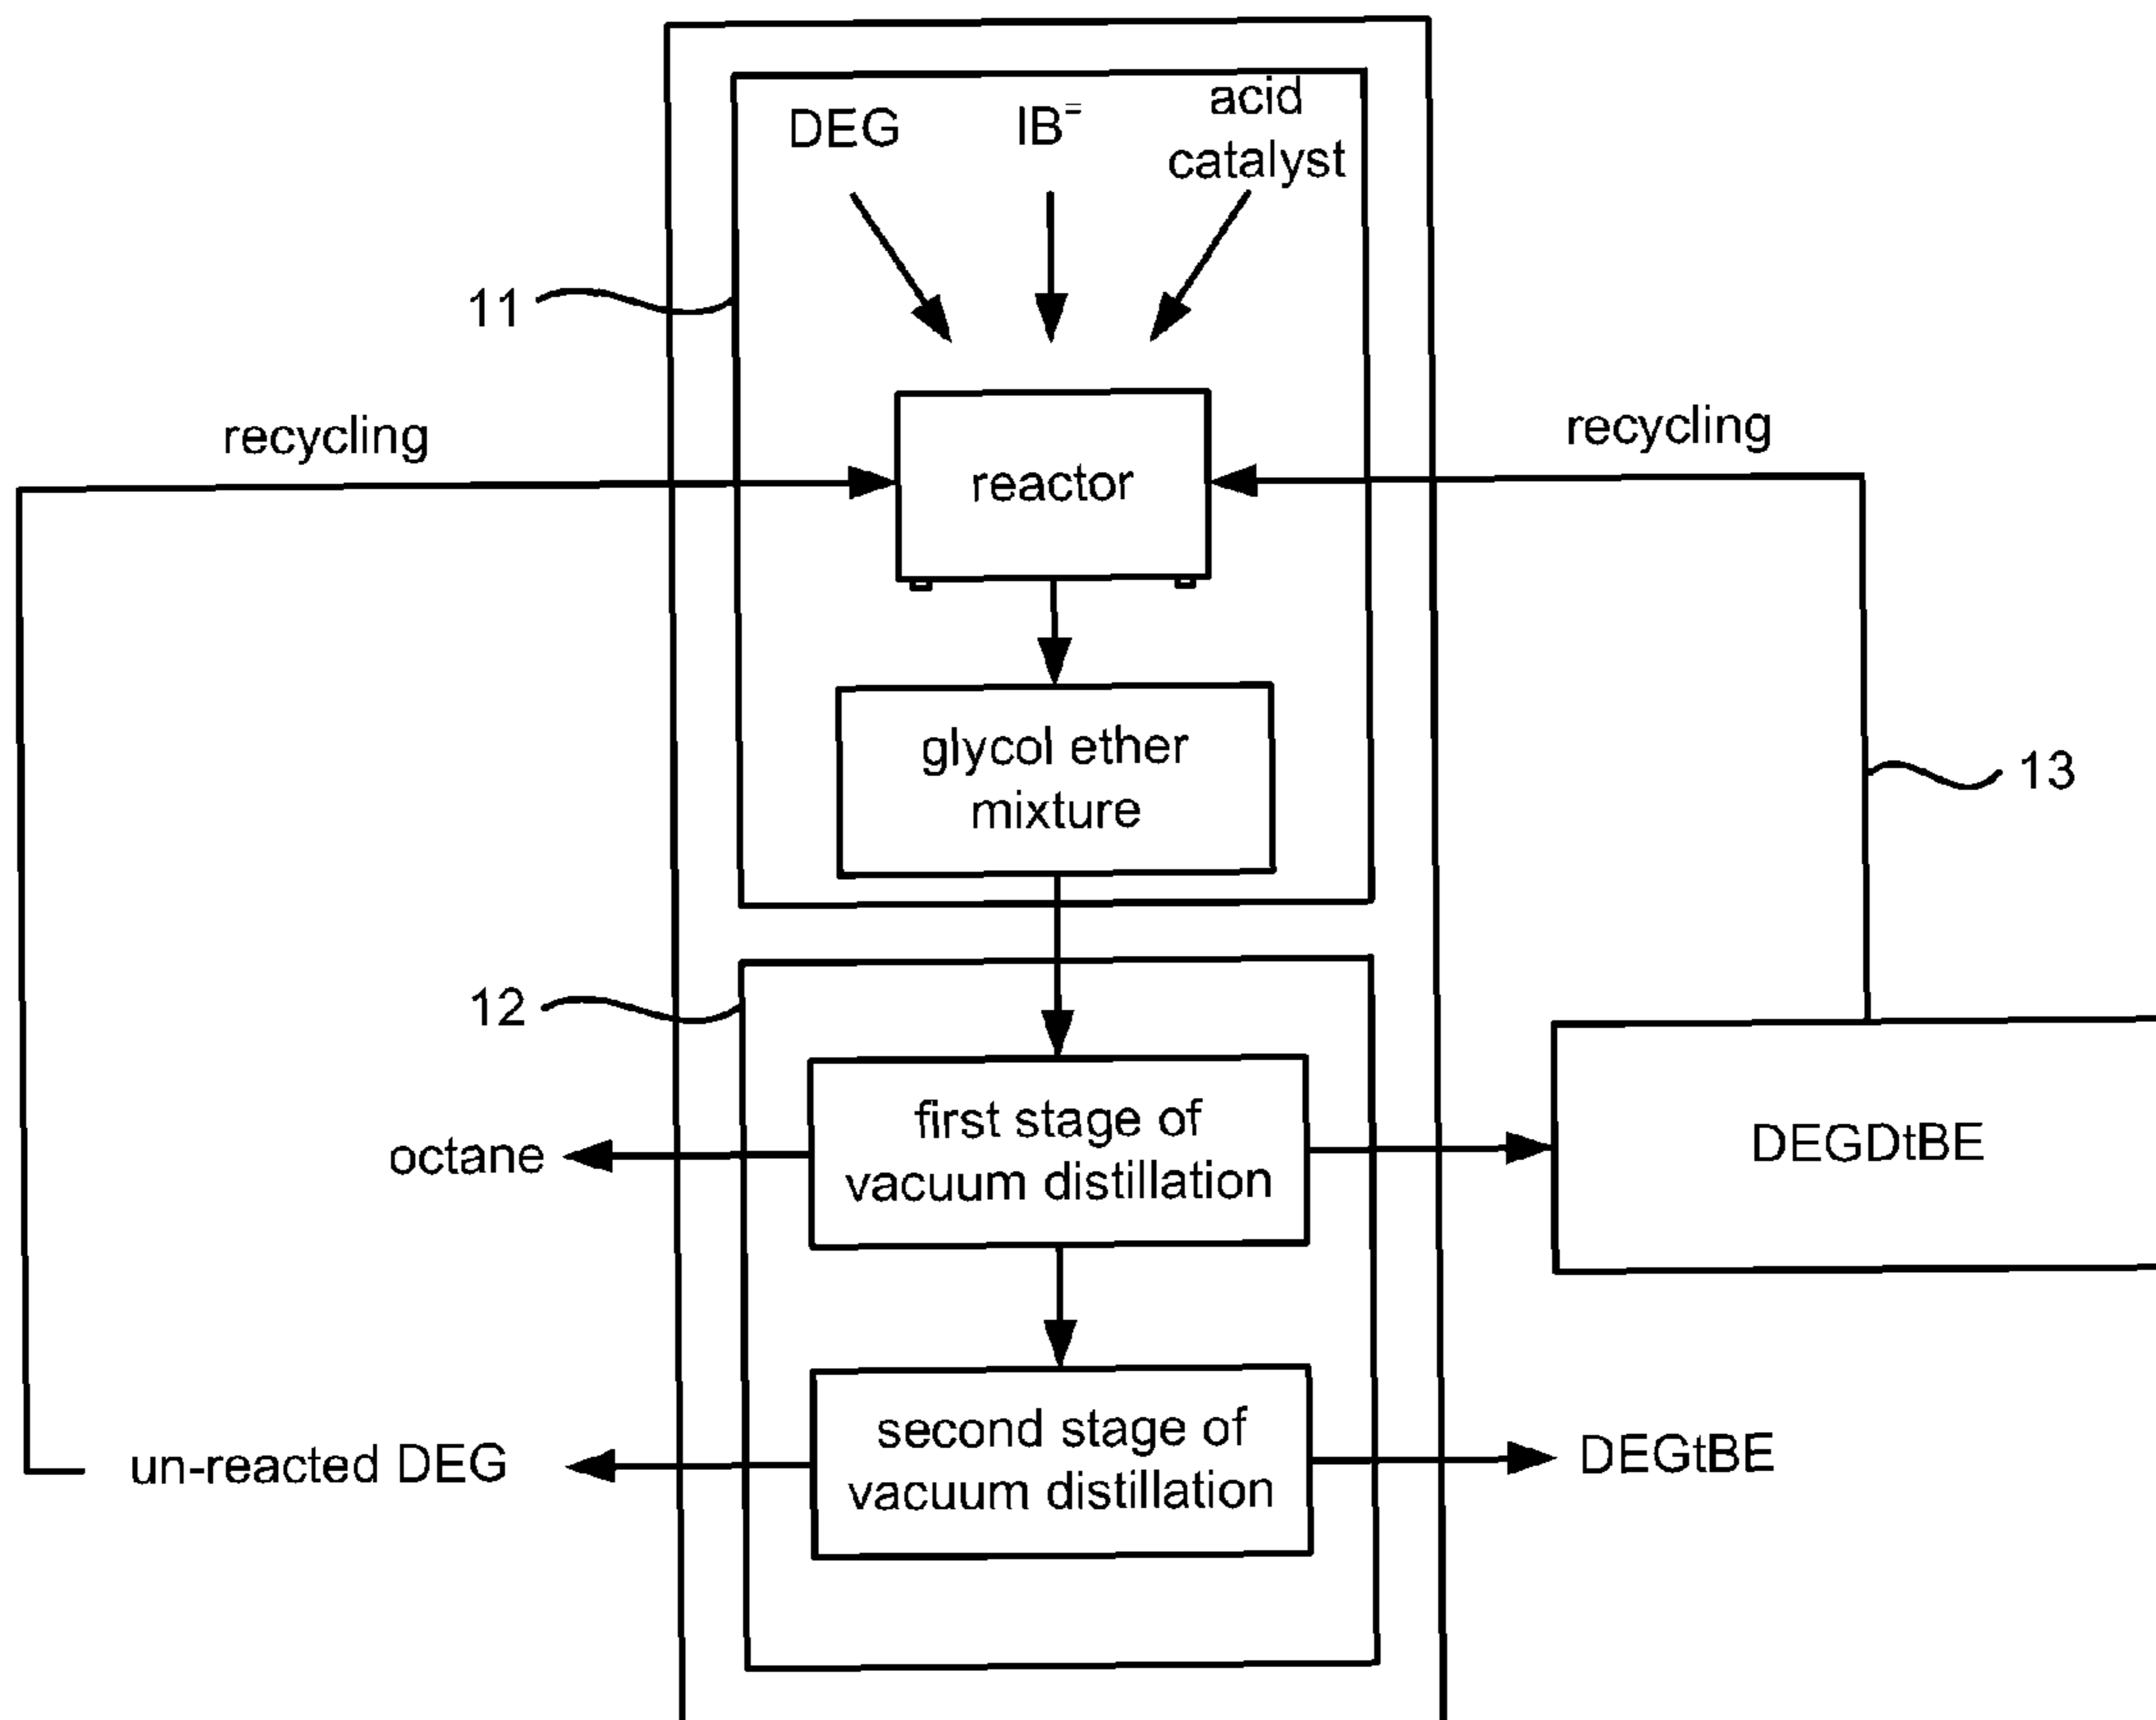 DEG
IB=
acid
catalyst
11
recycling
recycling
reactor
glycol ether
mixture
13
12
first stage of
vacuum distillation
octane
DEGDtBE
second stage of
vacuum distillation
un-reacted DEG
DEGtBE